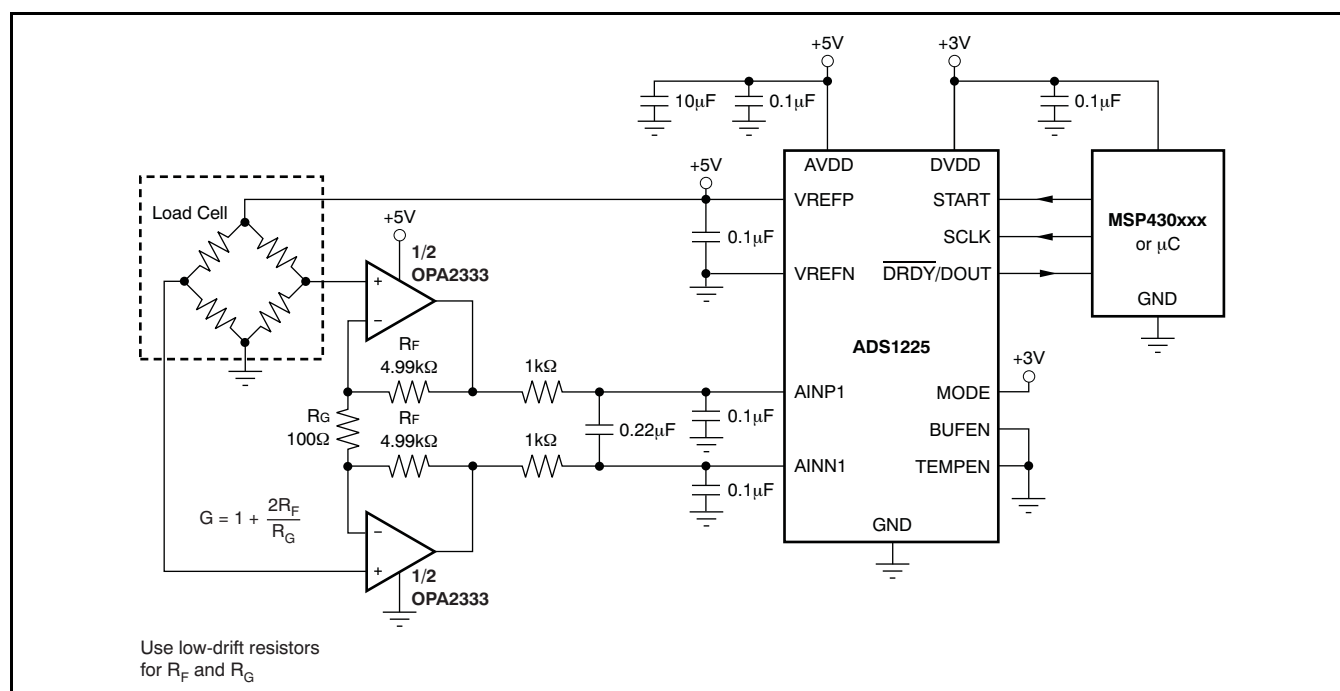 +5V
+3V
10μF
0.1μF
0.1μF
AVDD
DVDD
+5V
VREFP
START
MSP430xxx
or μC
Load Cell
+5V
1/2
OPA2333
0.1μF
SCLK
VREFN
DRDY/DOUT
GND
+
−
ADS1225
RF
4.99kΩ
1kΩ
+3V
AINP1
MODE
RG
100Ω
RF
4.99kΩ
1kΩ
0.22μF
0.1μF
BUFEN
AINN1
TEMPEN
0.1μF
G = 1 + 2RF
RG
−
+
GND
1/2
OPA2333
Use low-drift resistors
for RF and RG